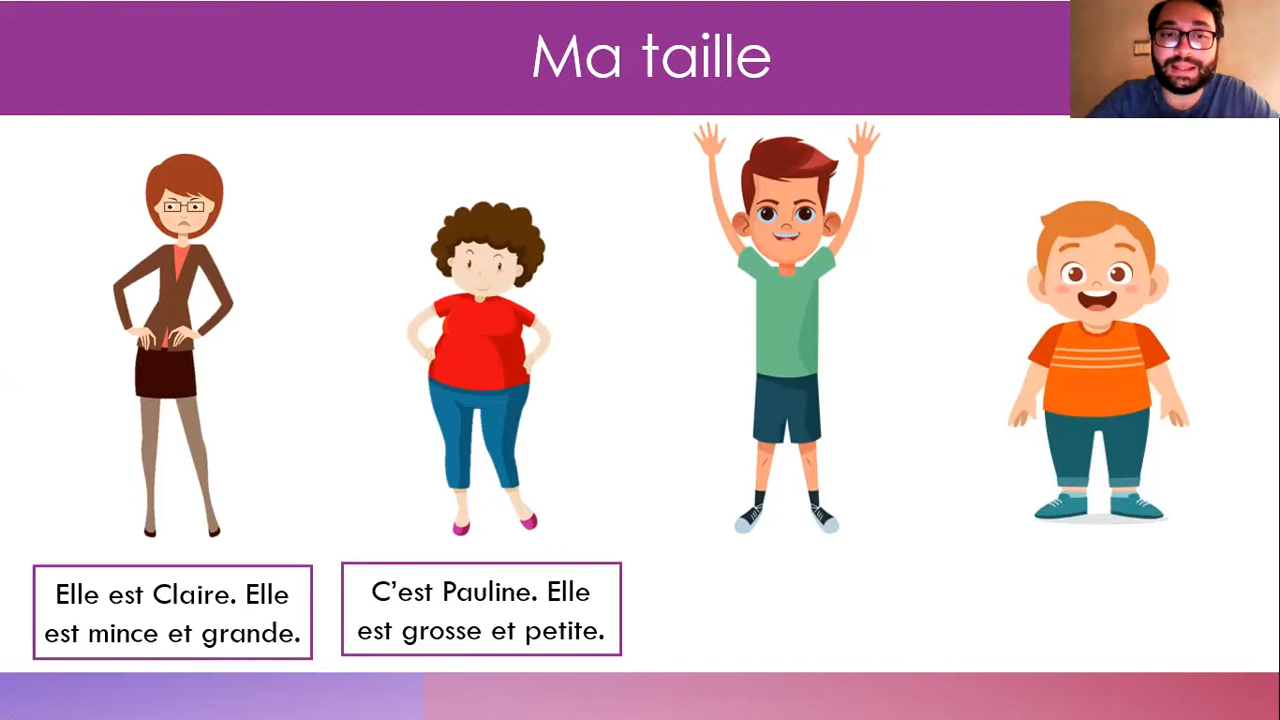 Ma taille
Elle est Claire. Elle
est mince et grande.
C'est Pauline. Elle
est grosse et petite.